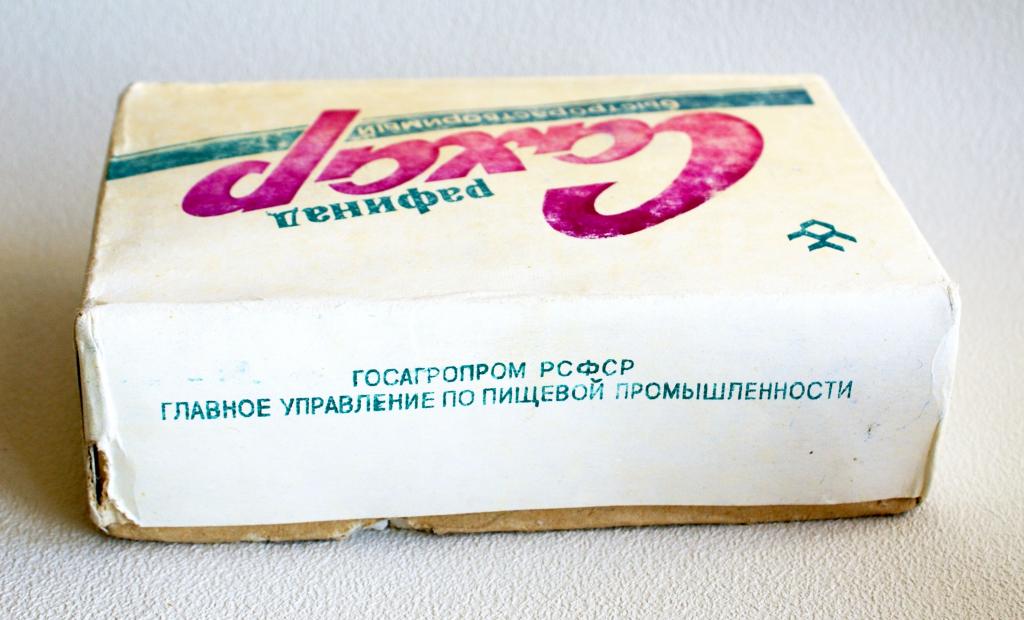 быстрорастворимый
Сахар
рафинад
ГОСАГРОПРОМ РСФСР
ГЛАВНОЕ УПРАВЛЕНИЕ ПО ПИЩЕВОЙ ПРОМЫШЛЕННОСТИ